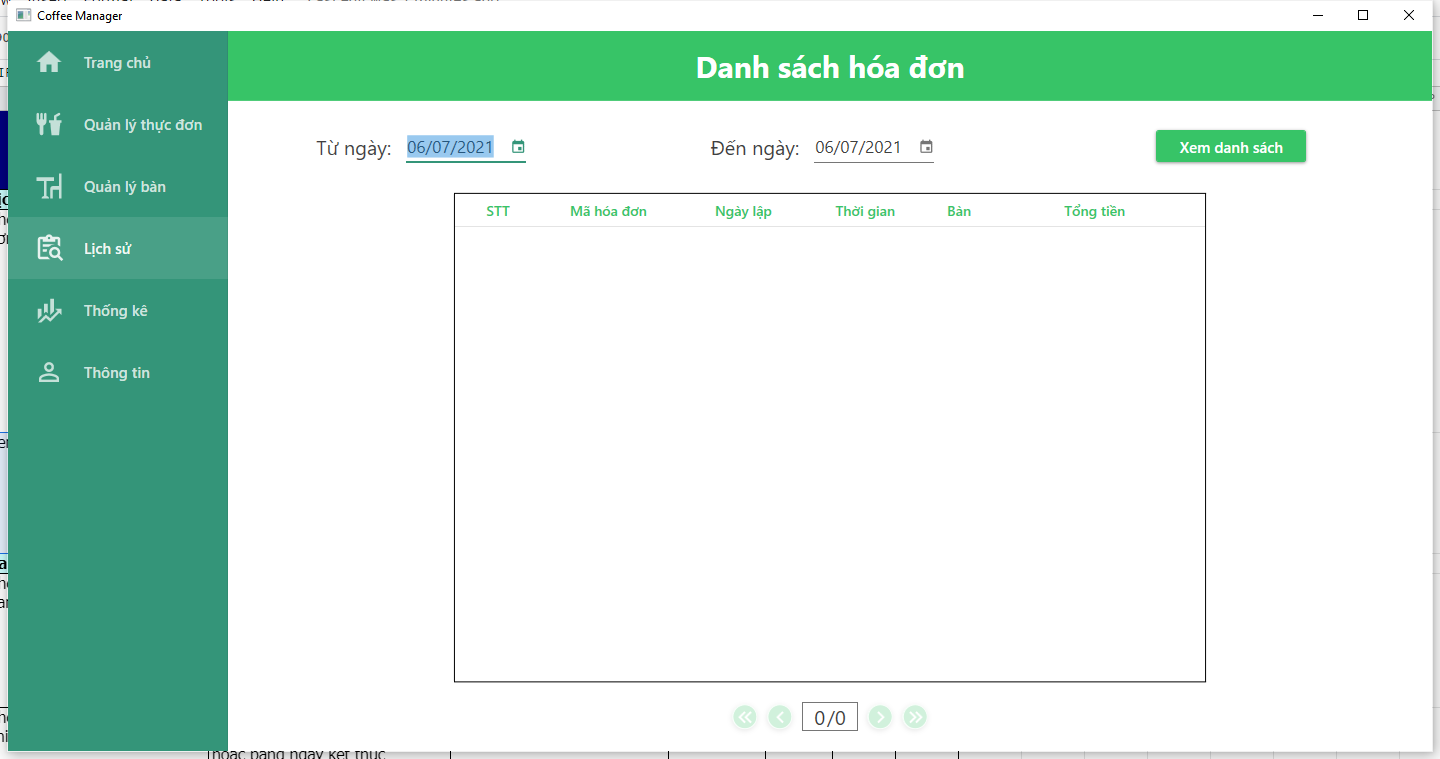 Coffee Manager
Trang chủ
Quản lý thực đơn
Quản lý bàn
Lịch sử
Thống kê
Thông tin
Danh sách hóa đơn
Từ ngày: 06/07/2021 Đến ngày: 06/07/2021 Xem danh sách
STT Mã hóa đơn Ngày lập Thời gian Bàn Tổng tiền
0/0
hoặc bằng ngày kết thúc